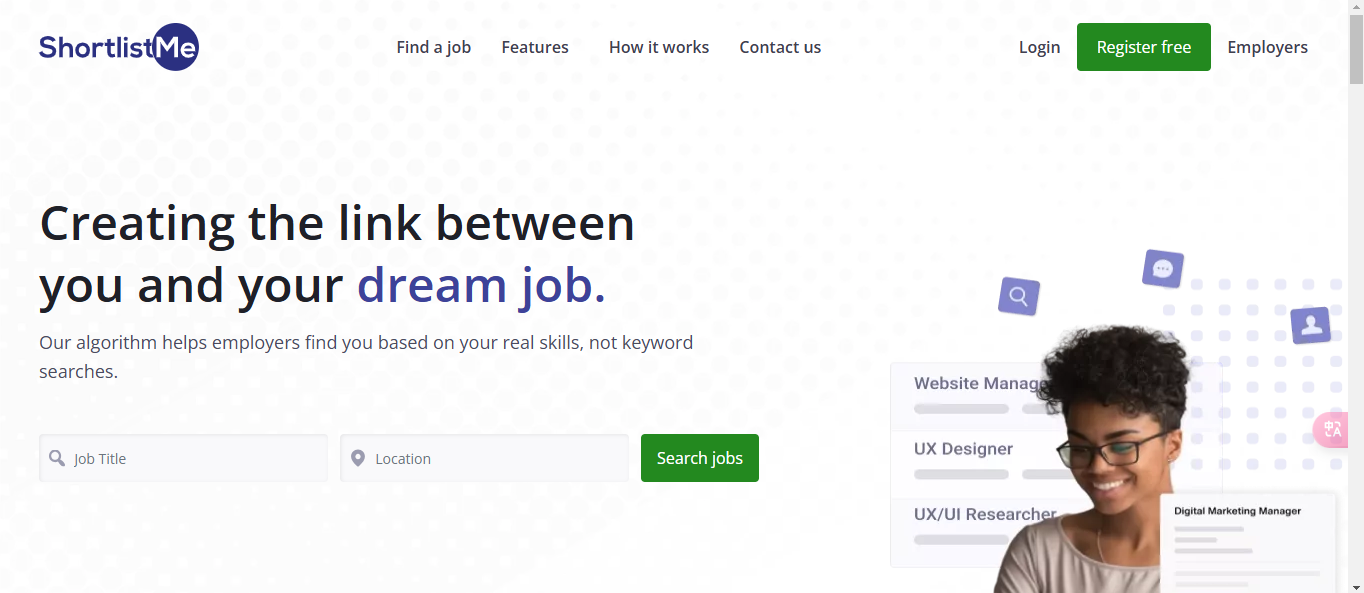 ShortlistMe
Find a job
Features
How it works
Contact us
Login
Register free
Employers
Creating the link between
you and your dream job.
Our algorithm helps employers find you based on your real skills, not keyword
searches.
Job Title
Location
Search jobs
Website
UX Designer
UX/UI Researcher
Digital Marketing Manager
中A